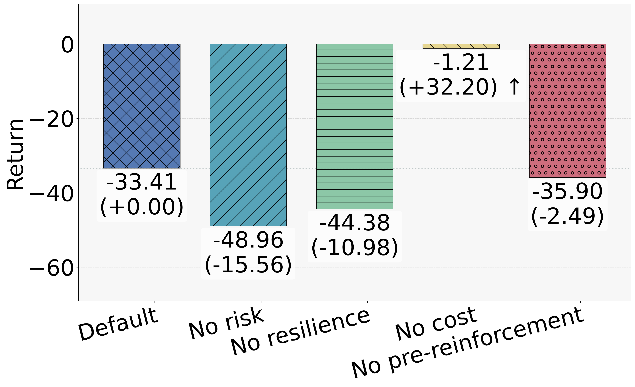 Return
0
−20
−40
−60
-33.41
(+0.00)
-48.96
(-15.56)
-44.38
(-10.98)
-1.21
(+32.20) ↑
-35.90
(-2.49)
Default
No risk
No resilience
No cost
No pre-reinforcement